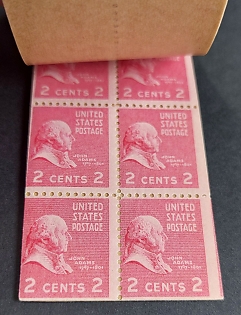 2 CENTS 2
2 CENTS 2
UNITED
STATES
POSTAGE
JOHN
ADAMS
1797-1801
2 CENTS 2
UNITED
STATES
POSTAGE
JOHN
ADAMS
1797-1801
2 CENTS 2
UNITED
STATES
POSTAGE
JOHN
ADAMS
1797-1801
2 CENTS 2
UNITED
STATES
POSTAGE
JOHN
ADAMS
1797-1801
2 CENTS 2